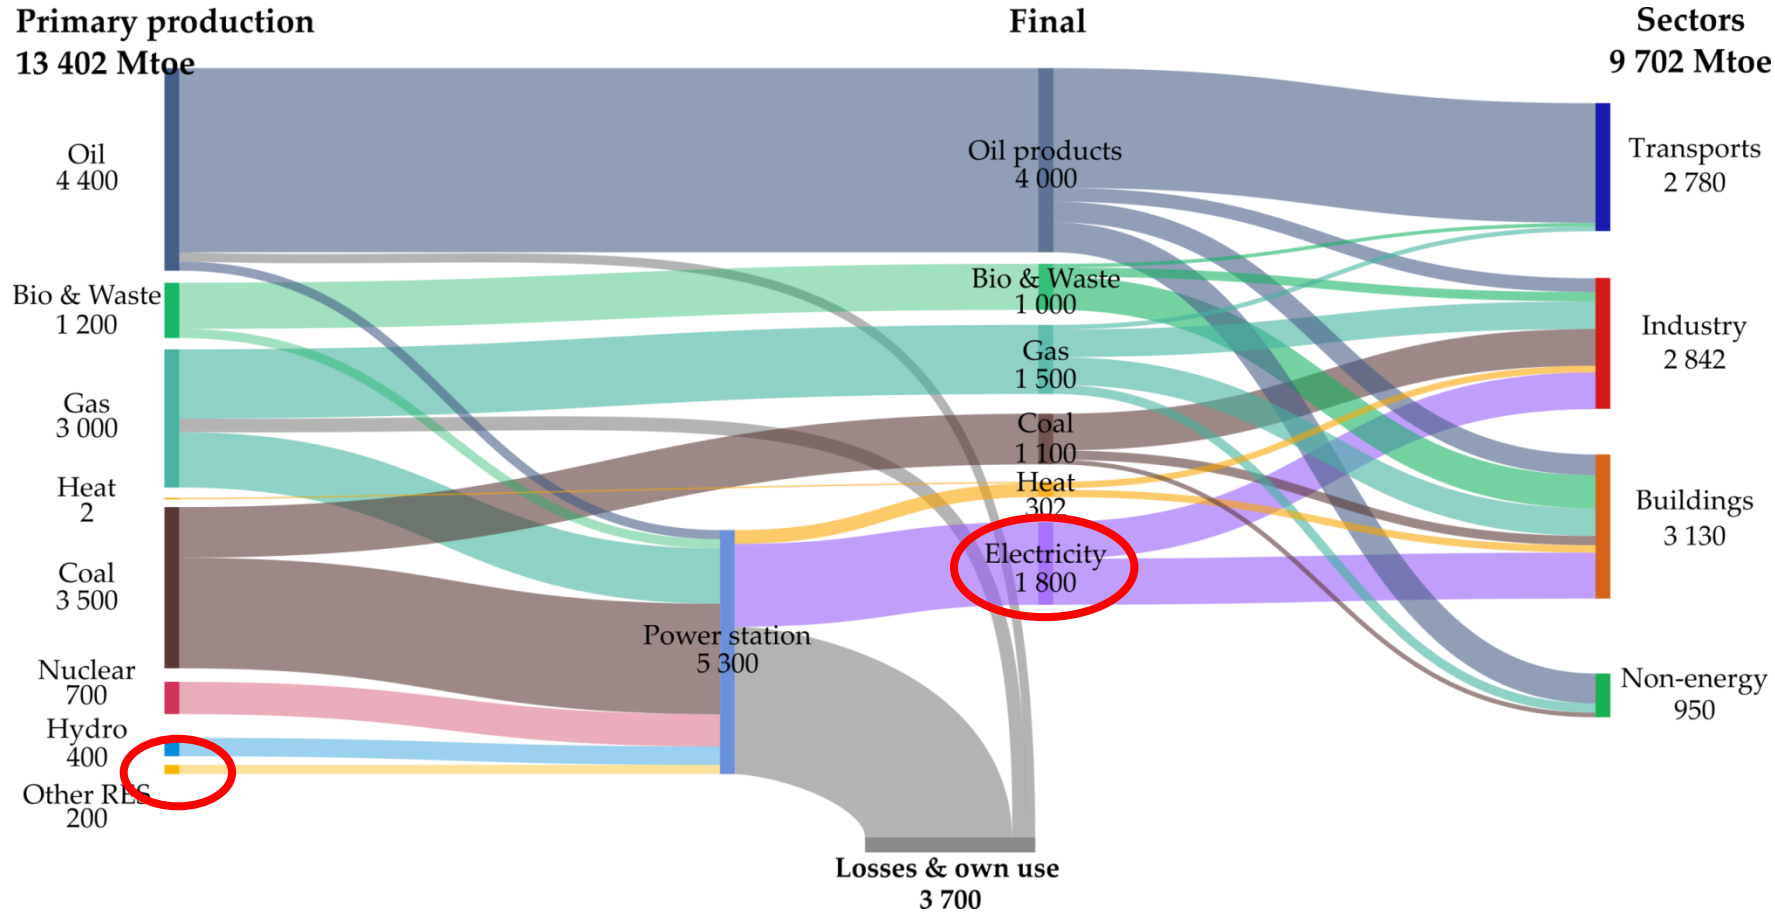 Primary production
13 402 Mtoe
Final
Sectors
9 702 Mtoe
Oil
4 400
Bio & Waste
1 200
Gas
3 000
Heat
2
Coal
3 500
Nuclear
700
Hydro
400
Other RES
200
Power station
5 300
Losses & own use
3 700
Oil products
4 000
Bio & Waste
1 000
Gas
1 500
Coal
1 100
Heat
302
Electricity
1 800
Transports
2 780
Industry
2 842
Buildings
3 130
Non-energy
950